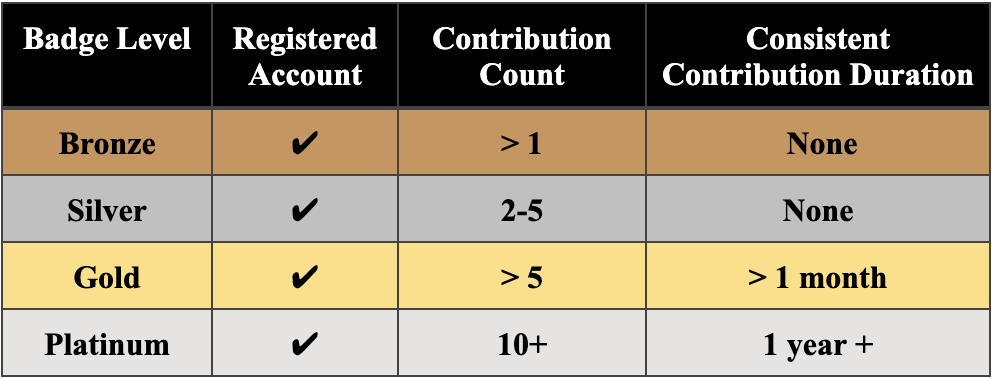 Badge Level Registered Account Contribution Count Consistent Contribution Duration
Bronze ✔ > 1 None
Silver ✔ 2-5 None
Gold ✔ > 5 > 1 month
Platinum ✔ 10+ 1 year +